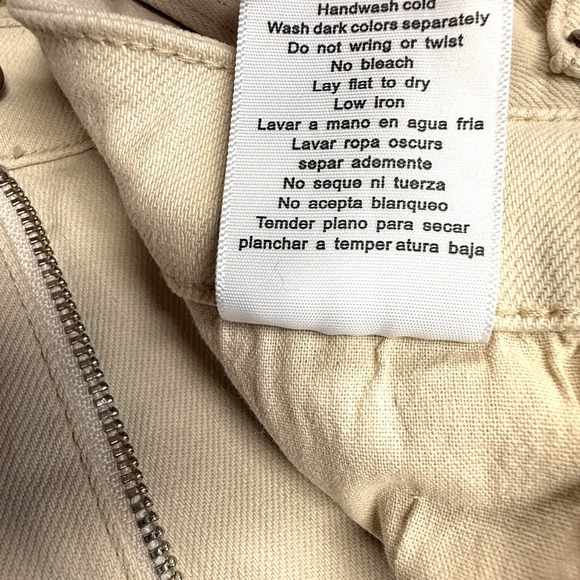 Handwash cold
Wash dark colors separately
Do not wring or twist
No bleach
Lay flat to dry
Low iron
Lavar a mano en agua fria
Lavar ropa oscurs
separ ademente
No seque ni tuerza
No acepta blanqueo
Temder plano para secar
planchar a temper atura baja